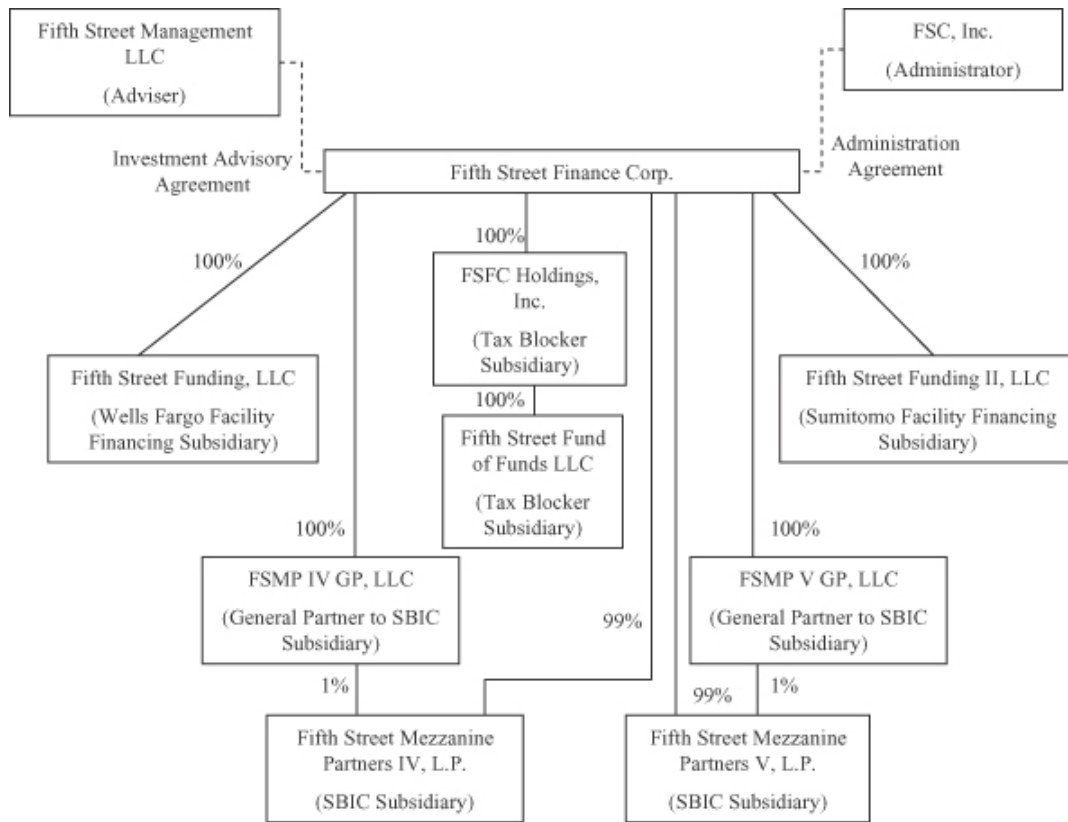 Fifth Street Management
LLC
(Adviser)
FSC, Inc.
(Administrator)
Investment Advisory
Agreement
Administration
Agreement
Fifth Street Finance Corp.
100%
100%
100%
FSFC Holdings,
Inc.
(Tax Blocker
Subsidiary)
Fifth Street Funding, LLC
(Wells Fargo Facility
Financing Subsidiary)
100%
Fifth Street Fund
of Funds LLC
(Tax Blocker
Subsidiary)
Fifth Street Funding II, LLC
(Sumitomo Facility Financing
Subsidiary)
100%
100%
FSMP IV GP, LLC
(General Partner to SBIC
Subsidiary)
99%
FSMP V GP, LLC
(General Partner to SBIC
Subsidiary)
1%
99%
1%
Fifth Street Mezzanine
Partners IV, L.P.
(SBIC Subsidiary)
Fifth Street Mezzanine
Partners V, L.P.
(SBIC Subsidiary)